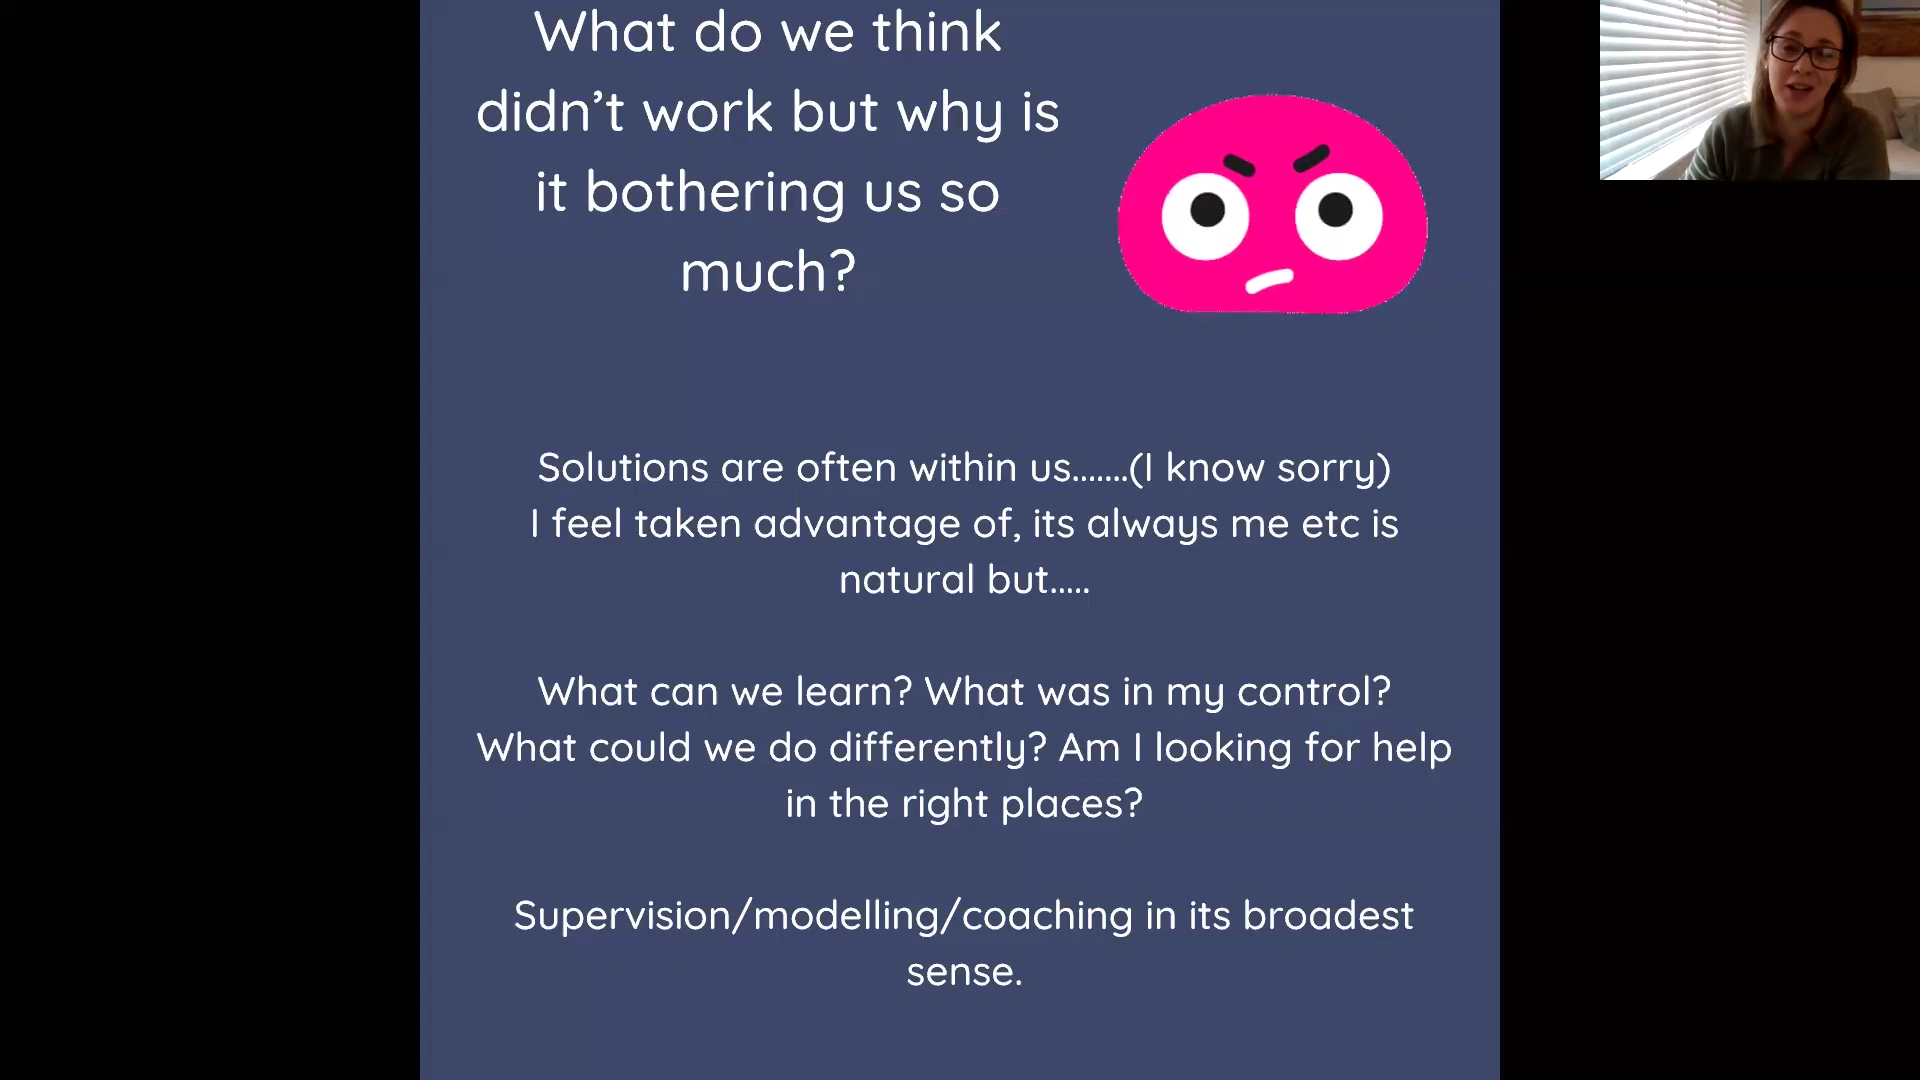 What do we think
didn’t work but why is
it bothering us so
much?
Solutions are often within us.......(I know sorry)
I feel taken advantage of, its always me etc is
natural but.....
What can we learn? What was in my control?
What could we do differently? Am I looking for help
in the right places?
Supervision/modelling/coaching in its broadest
sense.